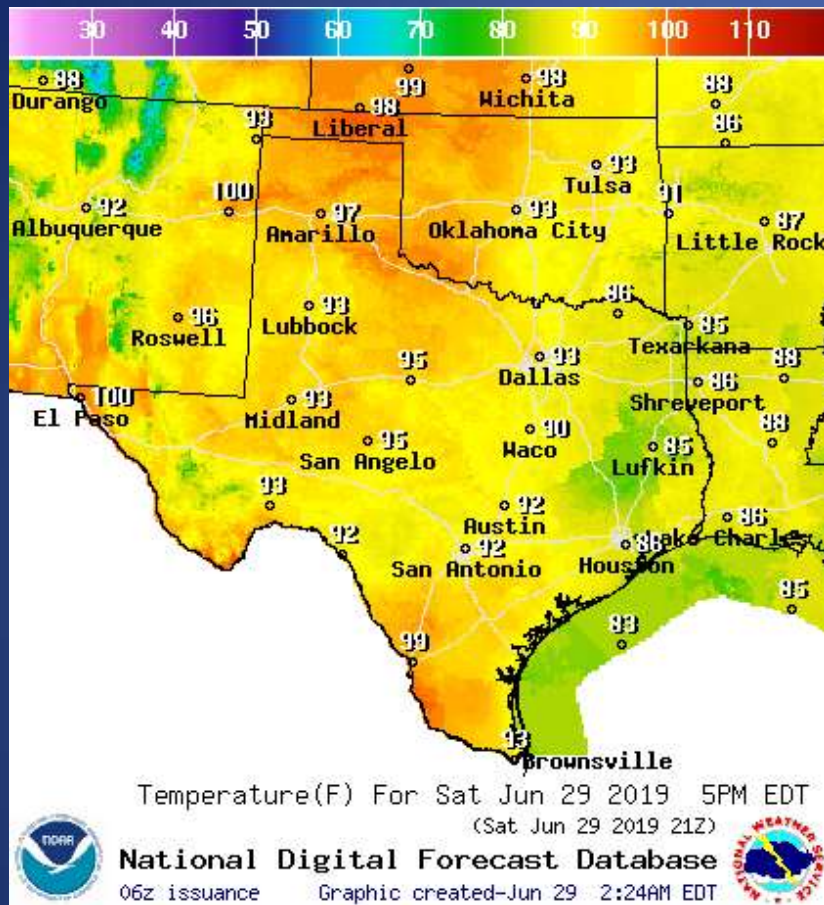 30 40 50 60 70 80 90 100 110
98
Durango
99
98
Wichita
88
98
Liberal
93
86
93
Tulsa
92
Albuquerque
100
97
Amarillo
93
Oklahoma City
91
87
Little Rock
96
Roswell
93
Lubbock
86
85
Texarkana
95
93
Dallas
86
Shreveport
88
100
El Paso
93
Midland
95
San Angelo
90
Waco
85
Lufkin
88
93
92
Austin
86
Lake Charles
92
92
San Antonio
88
Houston
85
83
99
93
Brownsville
Temperature(F) For Sat Jun 29 2019 5PM EDT
(Sat Jun 29 2019 21Z)
NOAA
National Digital Forecast Database
06z issuance Graphic created-Jun 29 2:24AM EDT
NATIONAL WEATHER SERVICE